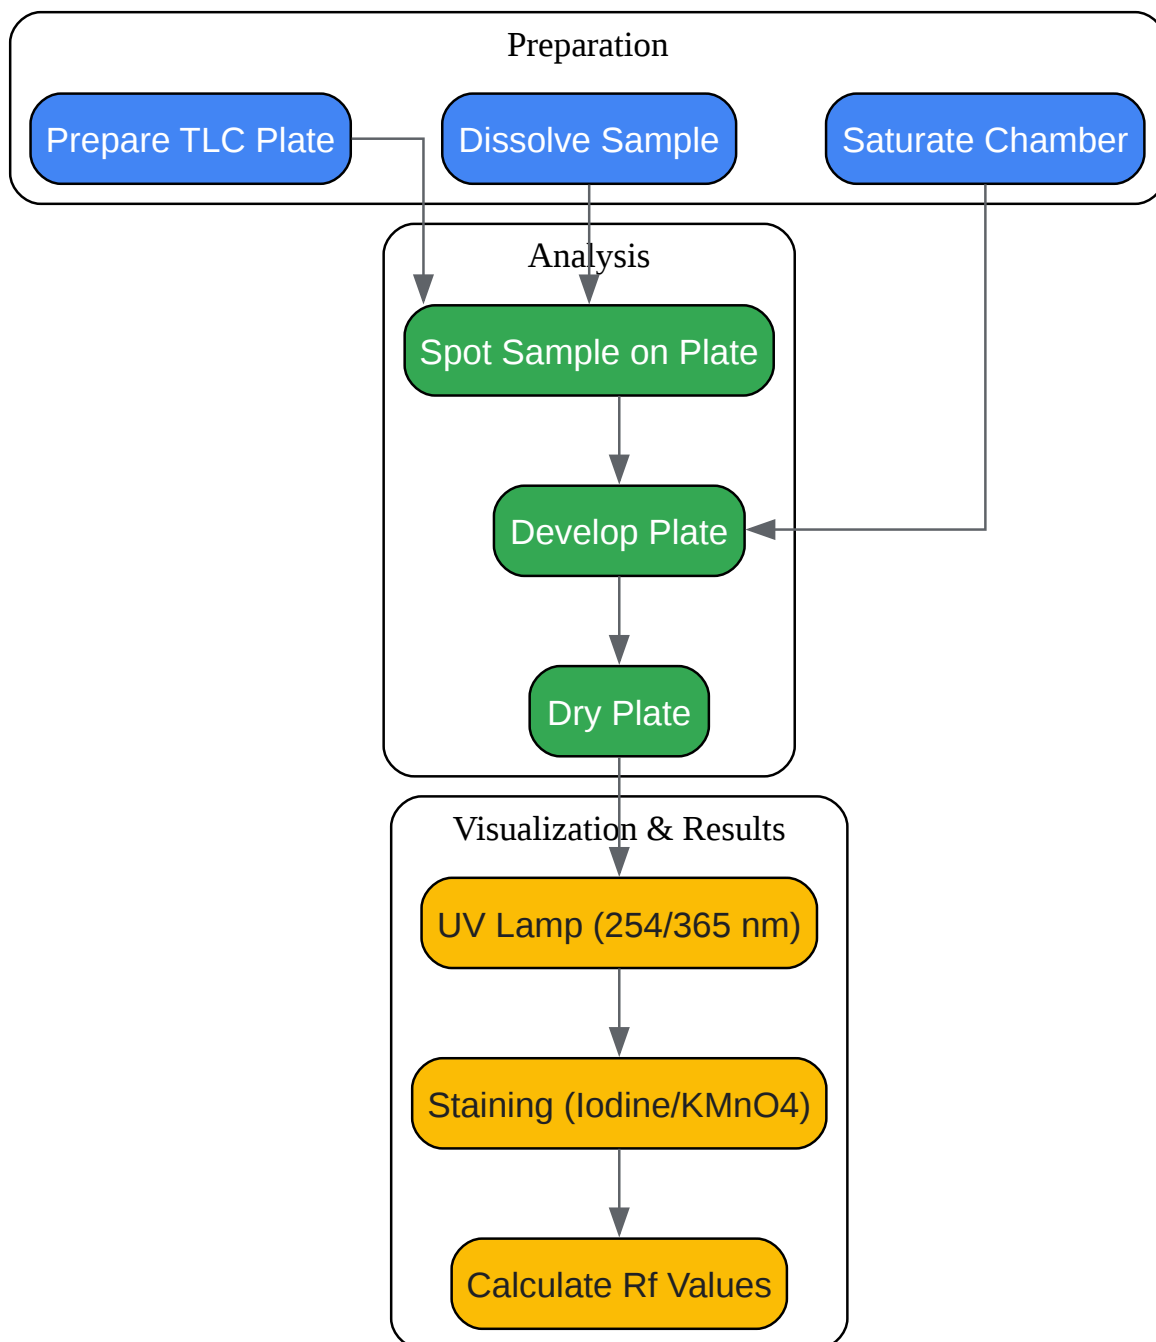 Preparation
Prepare TLC Plate
Dissolve Sample
Saturate Chamber
Analysis
Spot Sample on Plate
Develop Plate
Dry Plate
Visualization & Results
UV Lamp (254/365 nm)
Staining (Iodine/KMnO4)
Calculate Rf Values